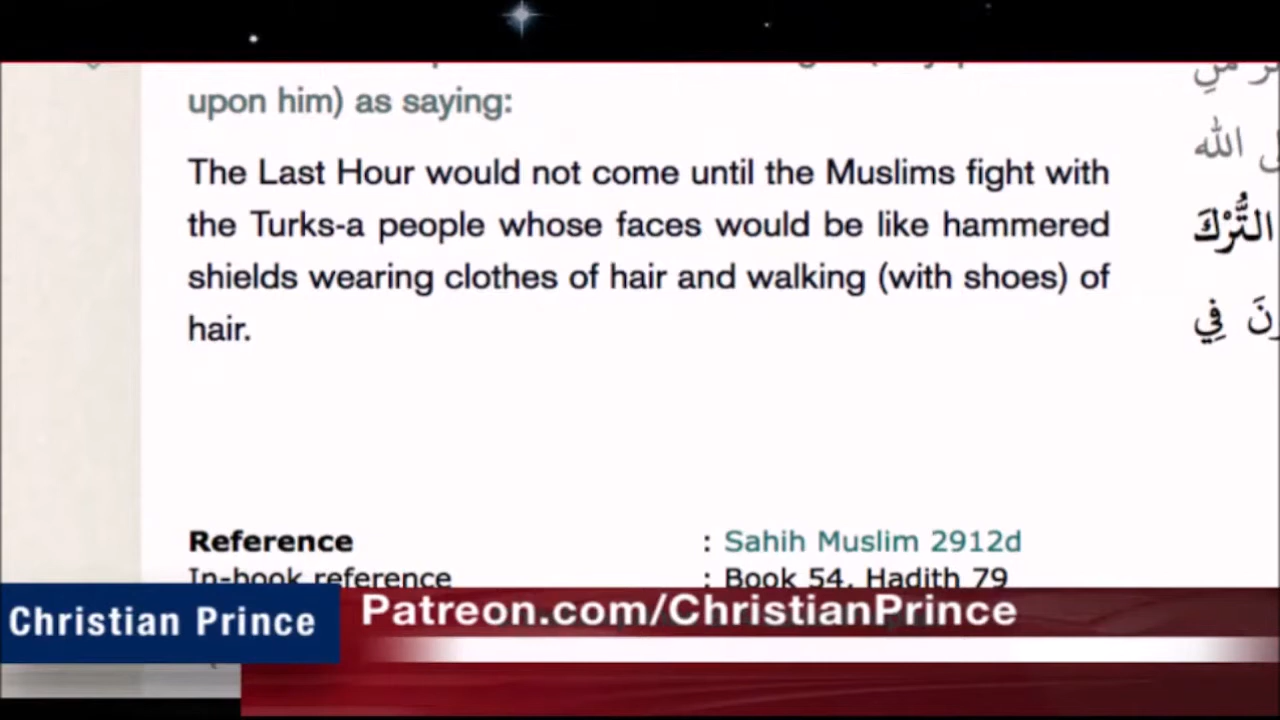 upon him) as saying:
The Last Hour would not come until the Muslims fight with
the Turks-a people whose faces would be like hammered
shields wearing clothes of hair and walking (with shoes) of
hair.
الله
التُّرْكَ
فِي
Reference : Sahih Muslim 2912d
In-book reference : Book 54, Hadith 79
Christian Prince
Patreon.com/ChristianPrince